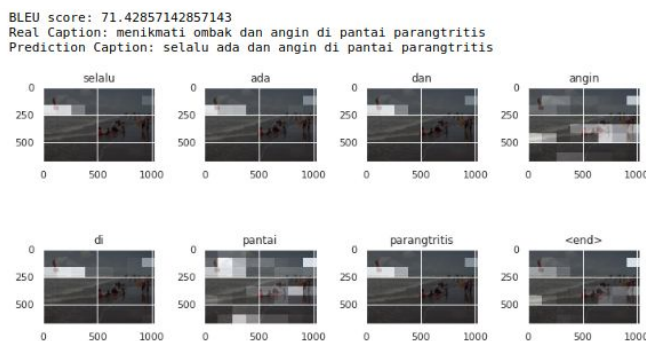 BLEU score: 71.42857142857143
Real Caption: menikmati ombak dan angin di pantai parangtritis
Prediction Caption: selalu ada dan angin di pantai parangtritis
selalu ada dan angin
0 0 0 0
250 250 250 250
500 500 500 500
0 500 1000 0 500 1000 0 500 1000 0 500 1000
di pantai parangtritis <end>
0 0 0 0
250 250 250 250
500 500 500 500
0 500 1000 0 500 1000 0 500 1000 0 500 1000